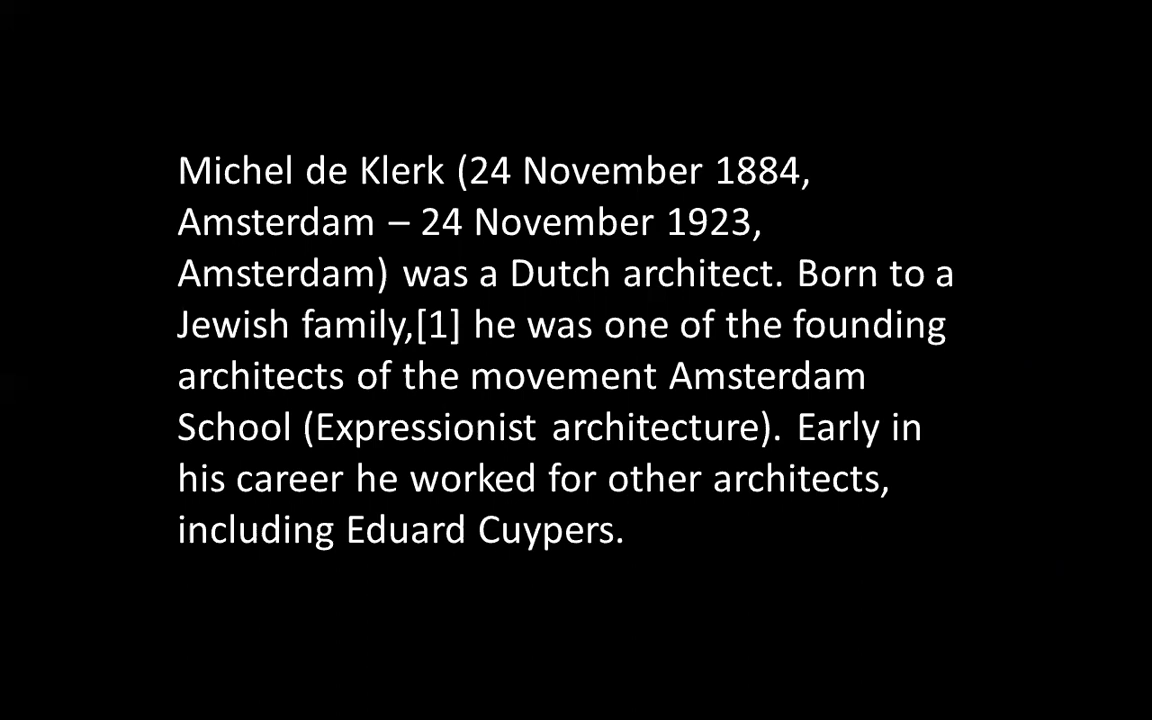 Michel de Klerk (24 November 1884,
Amsterdam – 24 November 1923,
Amsterdam) was a Dutch architect. Born to a
Jewish family,[1] he was one of the founding
architects of the movement Amsterdam
School (Expressionist architecture). Early in
his career he worked for other architects,
including Eduard Cuypers.